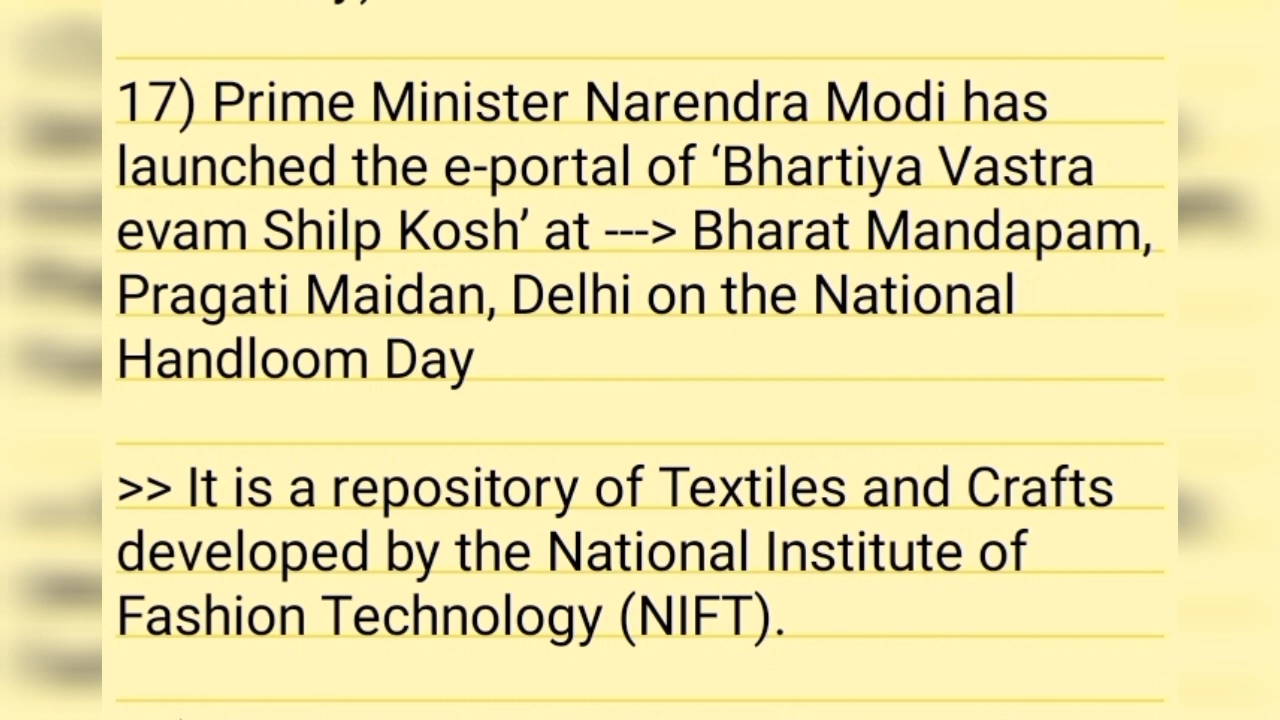 17) Prime Minister Narendra Modi has
launched the e-portal of ‘Bhartiya Vastra
evam Shilp Kosh’ at ---> Bharat Mandapam,
Pragati Maidan, Delhi on the National
Handloom Day
>> It is a repository of Textiles and Crafts
developed by the National Institute of
Fashion Technology (NIFT).